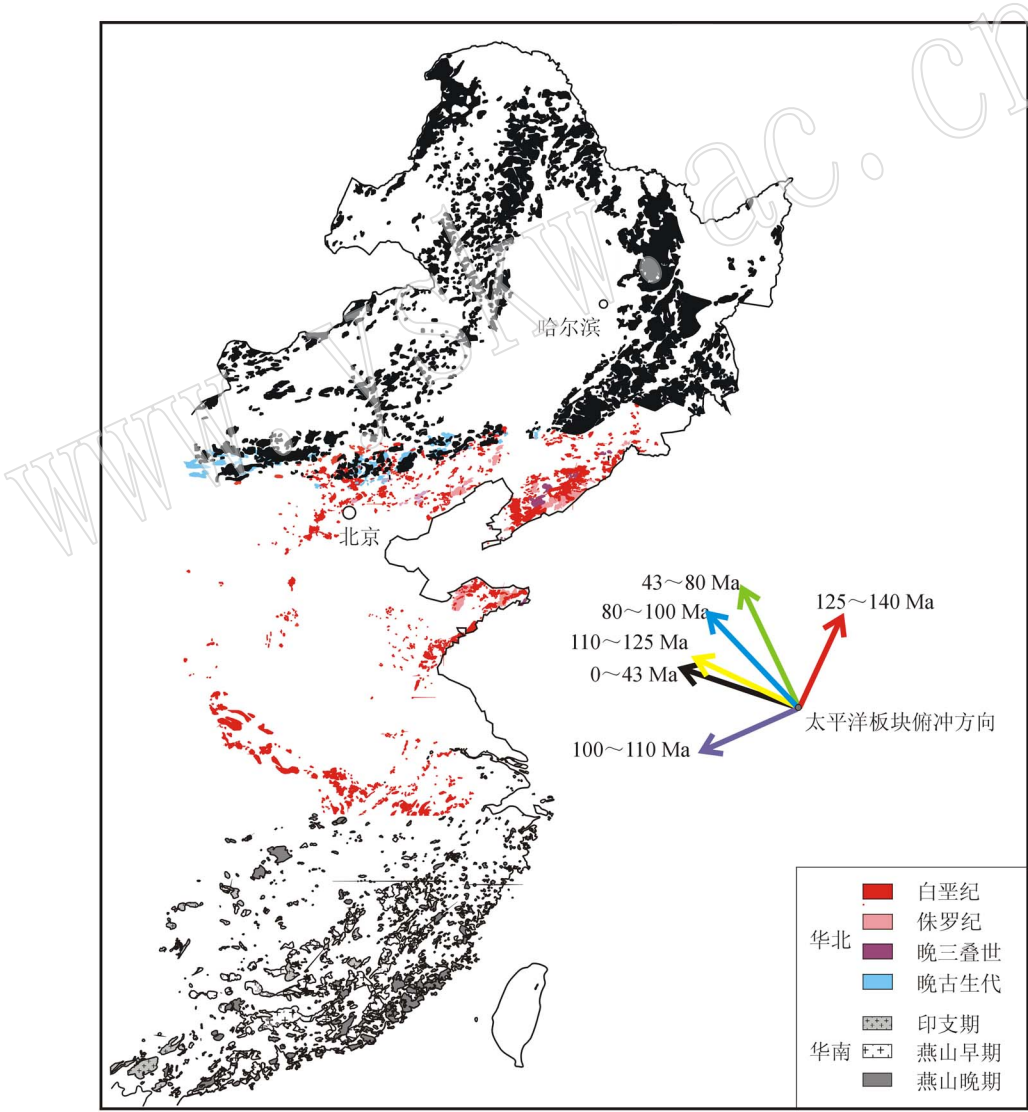 www.yskw.ac.cn
哈尔滨
北京
43～80 Ma
80～100 Ma
125～140 Ma
110～125 Ma
0～43 Ma
太平洋板块俯冲方向
100～110 Ma
白垩纪
侏罗纪
华北
晚三叠世
晚古生代
印支期
华南
燕山早期
燕山晚期